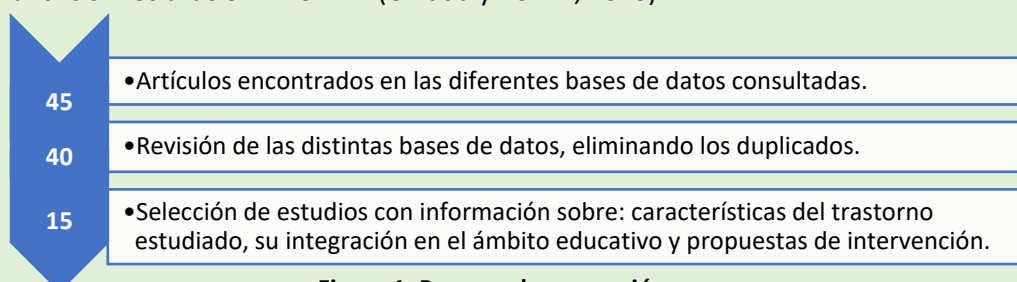 45
•Artículos encontrados en las diferentes bases de datos consultadas.
40
•Revisión de las distintas bases de datos, eliminando los duplicados.
15
•Selección de estudios con información sobre: características del trastorno
estudiado, su integración en el ámbito educativo y propuestas de intervención.